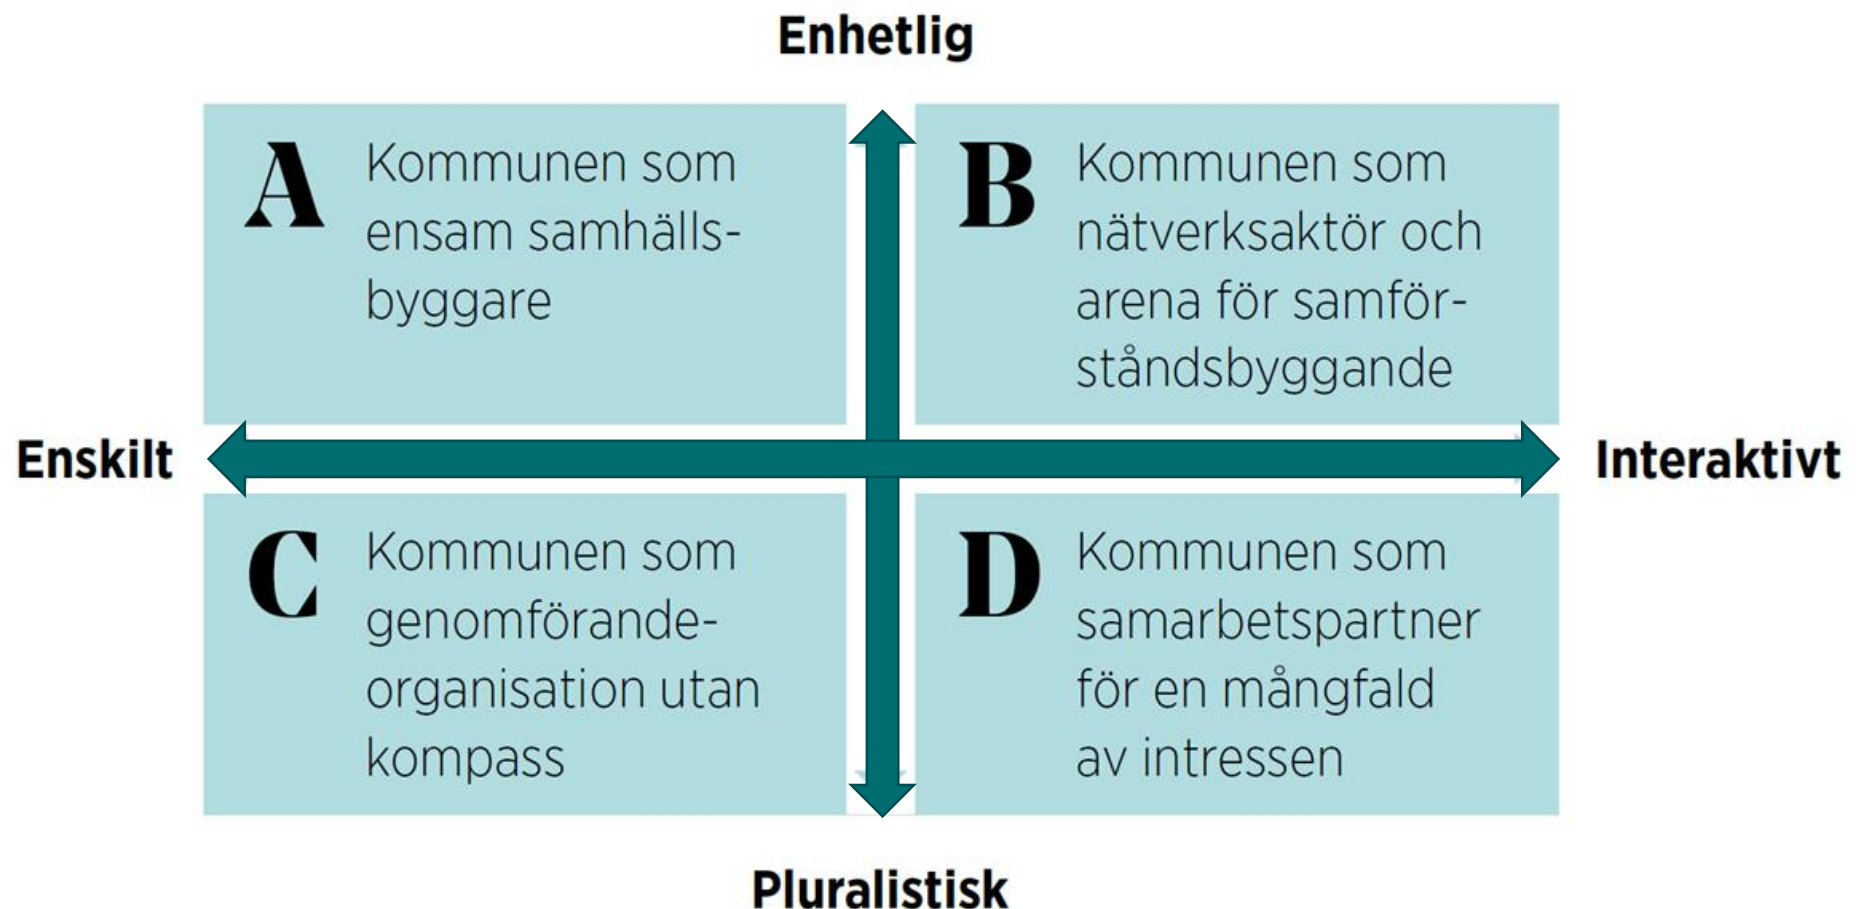 Enhetlig
A
Kommunen som
ensam samhälls-
byggare
B
Kommunen som
nätverksaktör och
arena för samför-
ståndsbyggande
Enskilt
Interaktivt
C
Kommunen som
genomförande-
organisation utan
kompass
D
Kommunen som
samarbetspartner
för en mångfald
av intressen
Pluralistisk